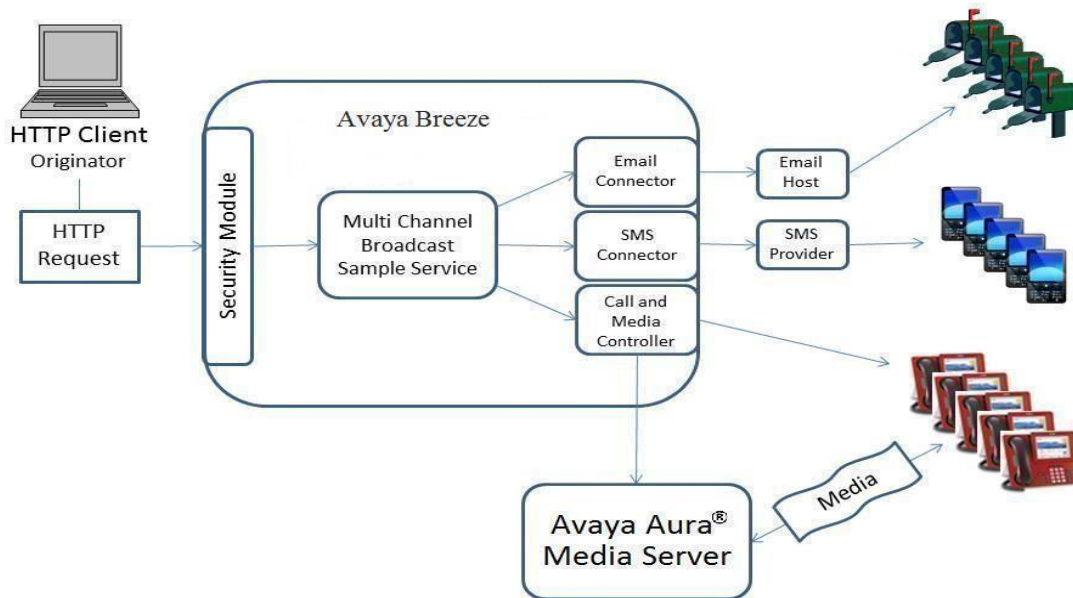 HTTP Client
Originator
HTTP
Request
Security Module
Avaya Breeze
Multi Channel
Broadcast
Sample Service
Email
Connector
SMS
Connector
Call and
Media
Controller
Email
Host
SMS
Provider
Media
Avaya Aura®
Media Server